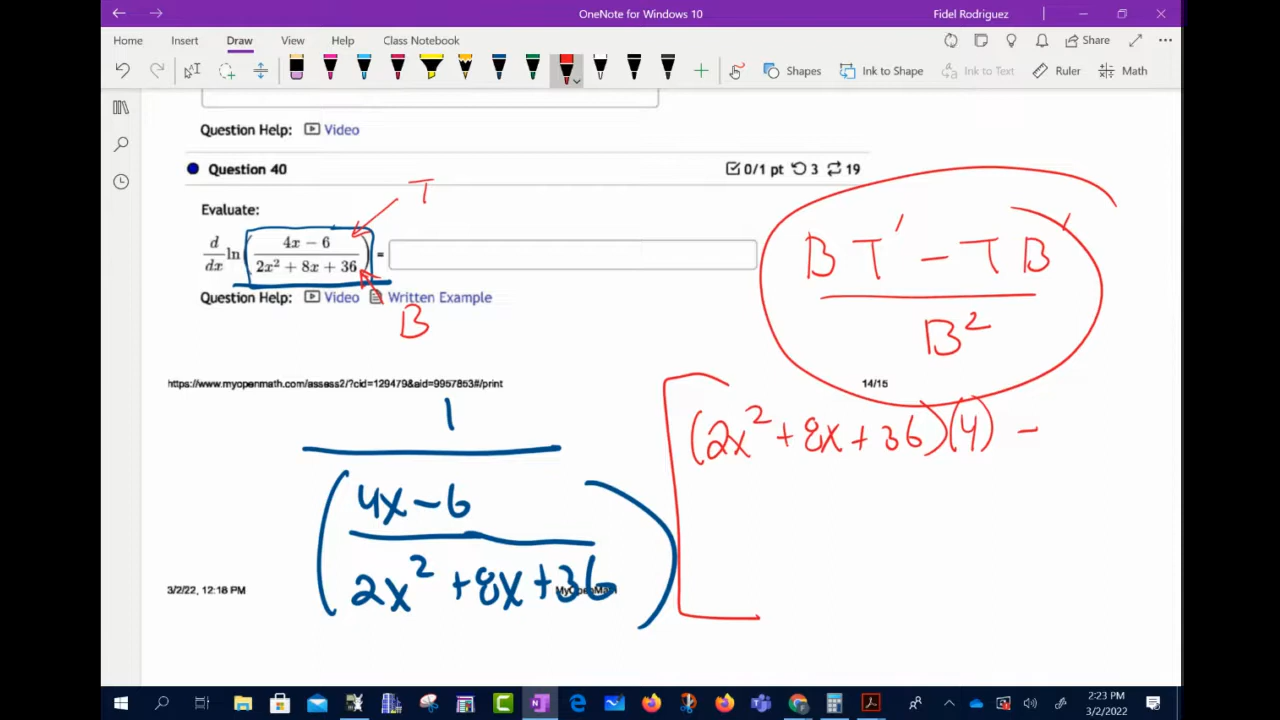 OneNote for Windows 10
Fidel Rodriguez
Home Insert Draw View Help Class Notebook
Share
Shapes Ink to Shape Ink to Text Ruler Math
Question Help: Video
Question 40
0/1 pt 3 19
Evaluate:
T
d/dx ln (4x − 6 / 2x² + 8x + 36) =
Question Help: Video Written Example
B
B T' − T B'
B²
https://www.myopenmath.com/assess2/?cid=129479&aid=9957853#/print
14/15
1
(4x − 6
2x² + 8x + 36)
[(2x² + 8x + 36)(4) −
3/2/22, 12:18 PM
2:23 PM
3/2/2022